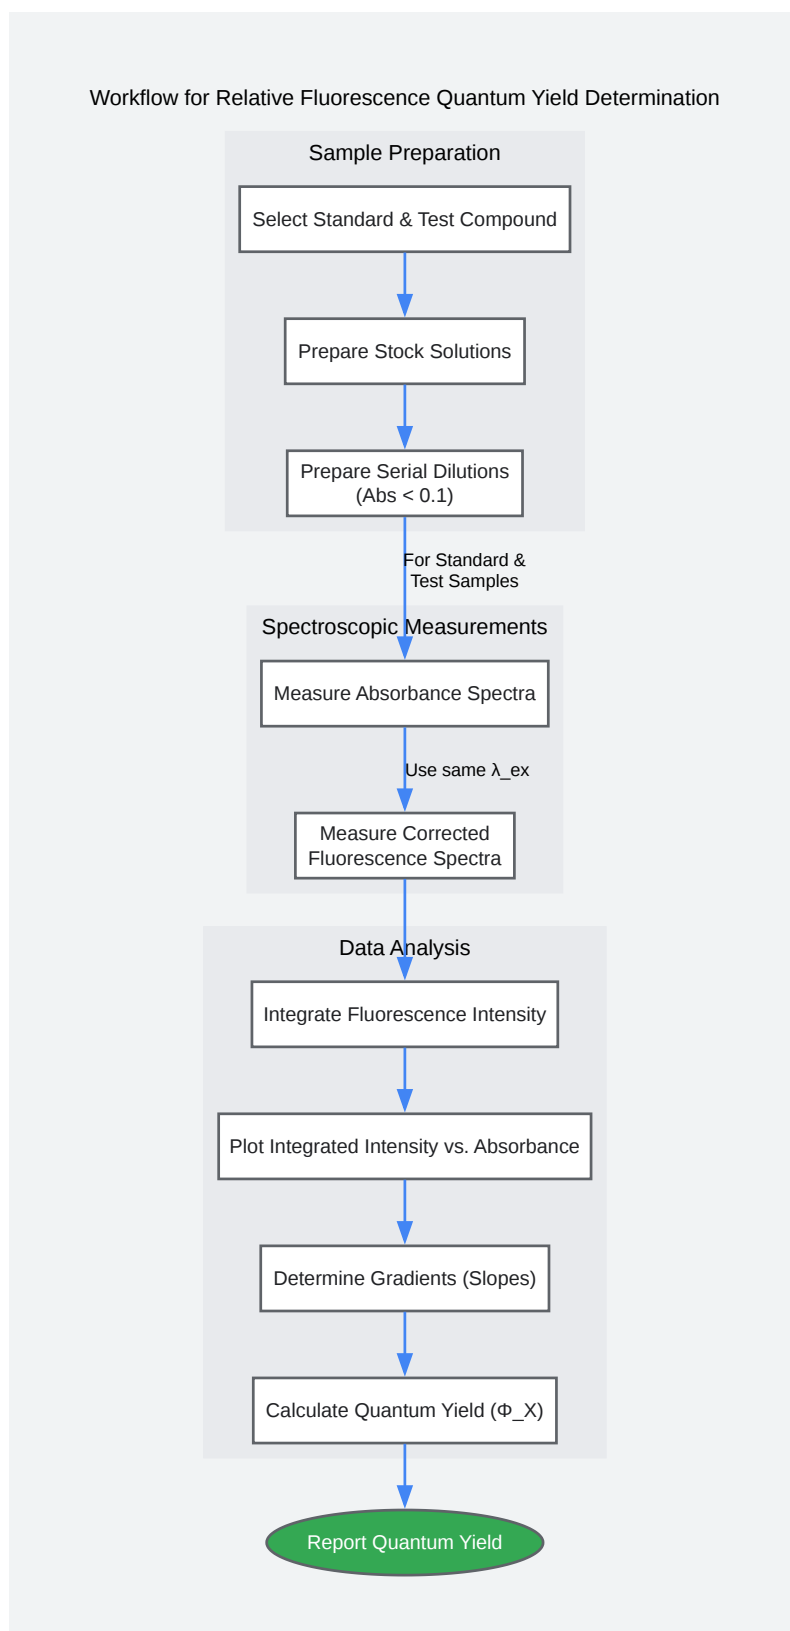 Workflow for Relative Fluorescence Quantum Yield Determination
Sample Preparation
Select Standard & Test Compound
Prepare Stock Solutions
Prepare Serial Dilutions
(Abs < 0.1)
For Standard &
Test Samples
Spectroscopic Measurements
Measure Absorbance Spectra
Use same λ_ex
Measure Corrected
Fluorescence Spectra
Data Analysis
Integrate Fluorescence Intensity
Plot Integrated Intensity vs. Absorbance
Determine Gradients (Slopes)
Calculate Quantum Yield (Φ_X)
Report Quantum Yield